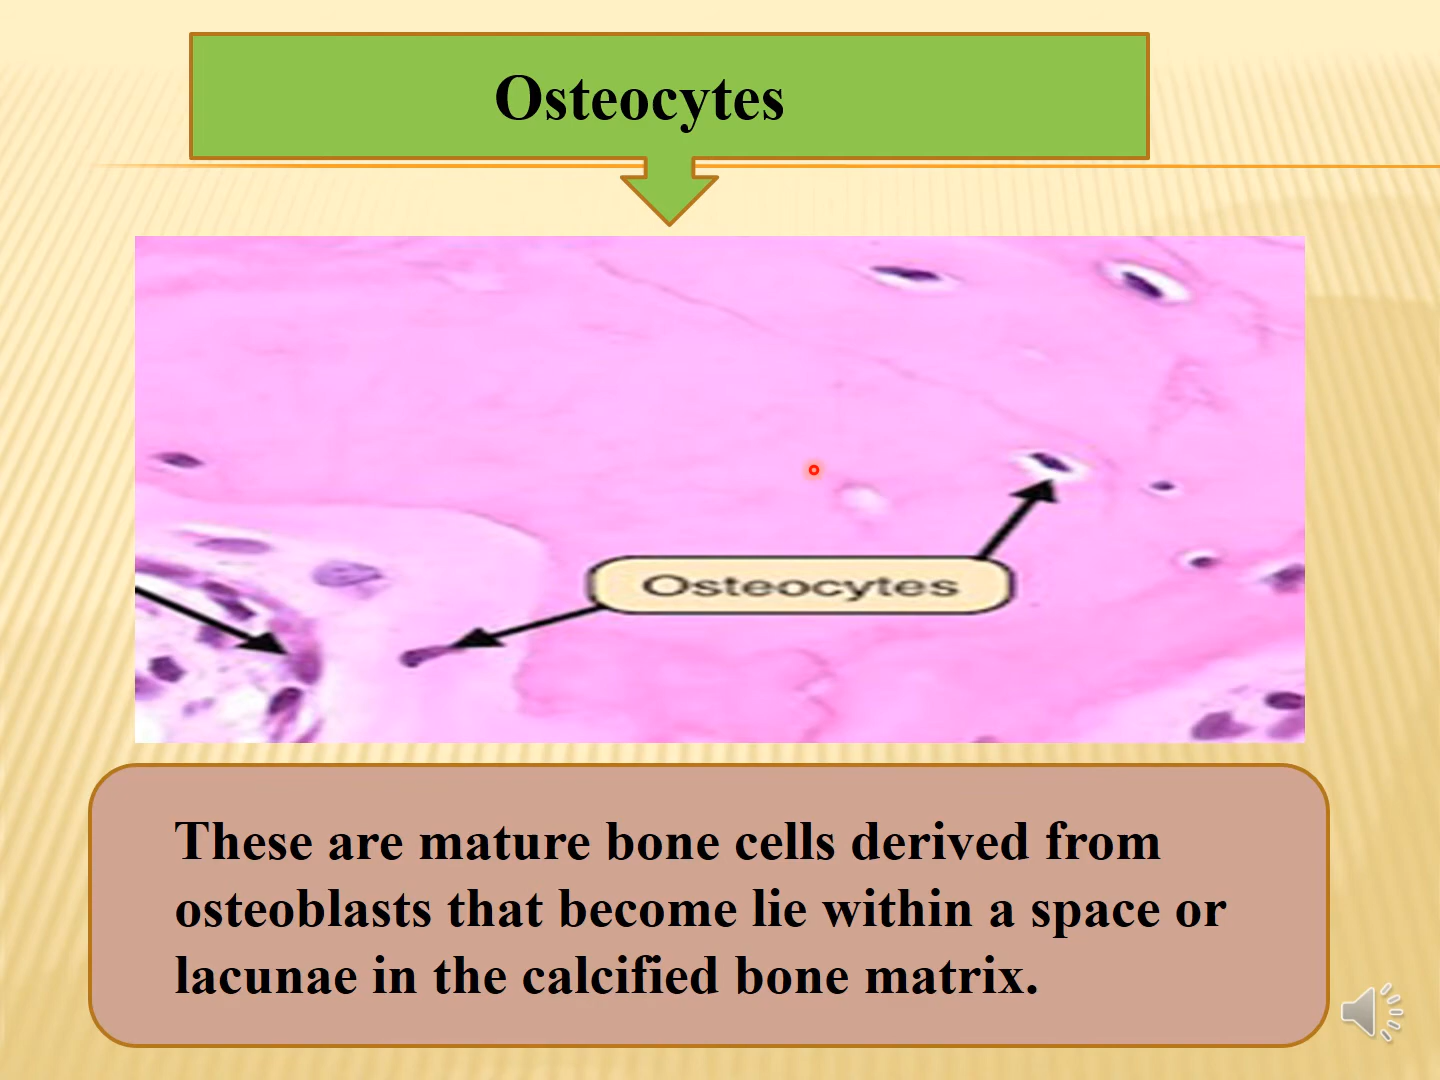 Osteocytes
Osteocytes
These are mature bone cells derived from
osteoblasts that become lie within a space or
lacunae in the calcified bone matrix.